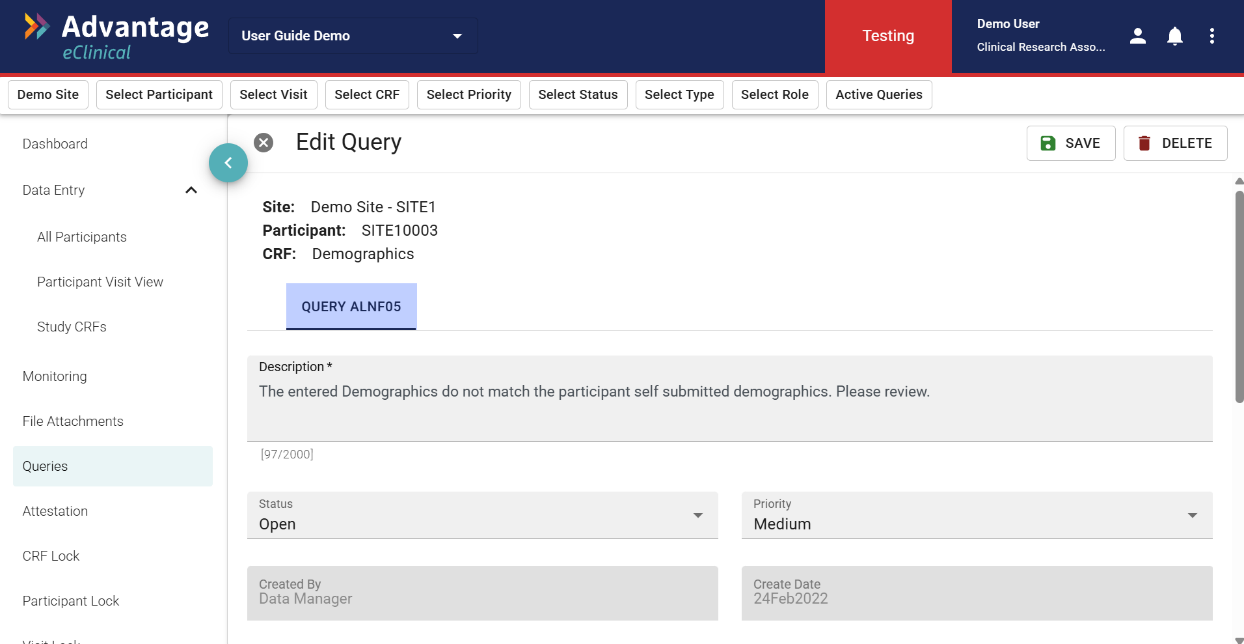 Advantage
eClinical
User Guide Demo
Testing
Demo User
Clinical Research Asso...
Demo Site
Select Participant
Select Visit
Select CRF
Select Priority
Select Status
Select Type
Select Role
Active Queries
Dashboard
Data Entry
All Participants
Participant Visit View
Study CRFs
Monitoring
File Attachments
Queries
Attestation
CRF Lock
Participant Lock
Edit Query
SAVE
DELETE
Site: Demo Site - SITE1
Participant: SITE10003
CRF: Demographics
QUERY ALNF05
Description *
The entered Demographics do not match the participant self submitted demographics. Please review.
[97/2000]
Status
Open
Priority
Medium
Created By
Data Manager
Create Date
24Feb2022